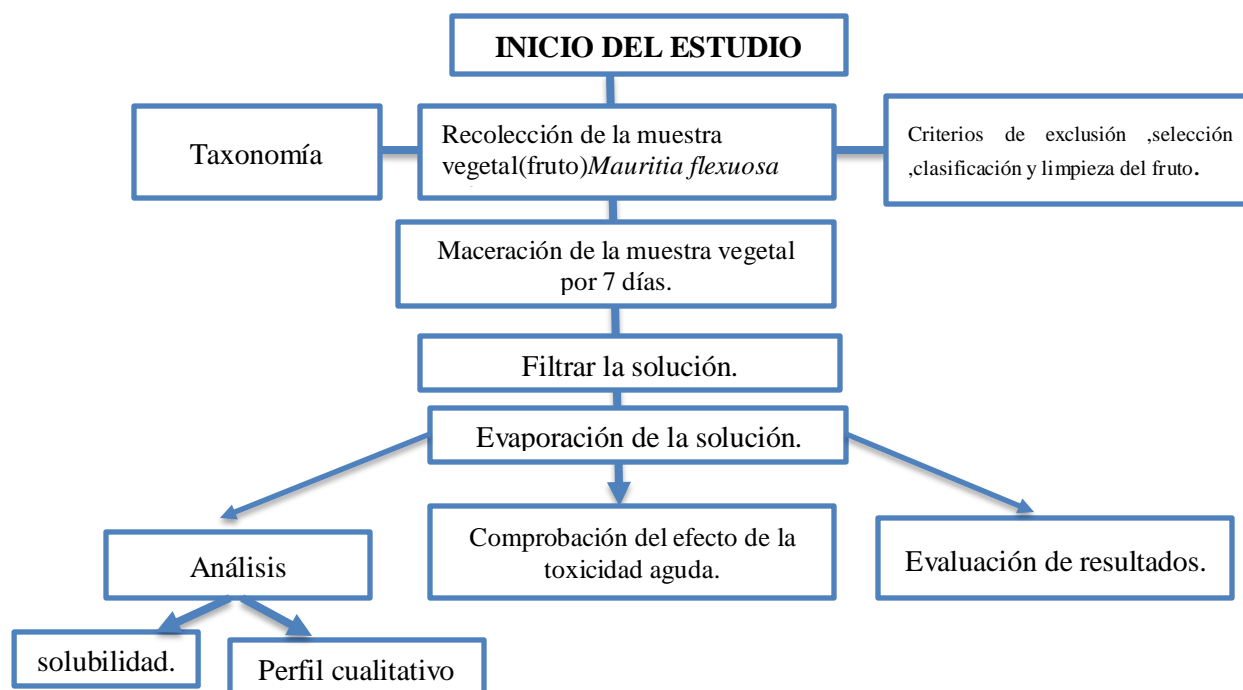 INICIO DEL ESTUDIO
Taxonomía
Recolección de la muestra
vegetal(fruto)Mauritia flexuosa
Criterios de exclusión ,selección
,clasificación y limpieza del fruto.
Maceración de la muestra vegetal
por 7 días.
Filtrar la solución.
Evaporación de la solución.
Análisis
Comprobación del efecto de la
toxicidad aguda.
Evaluación de resultados.
solubilidad.
Perfil cualitativo